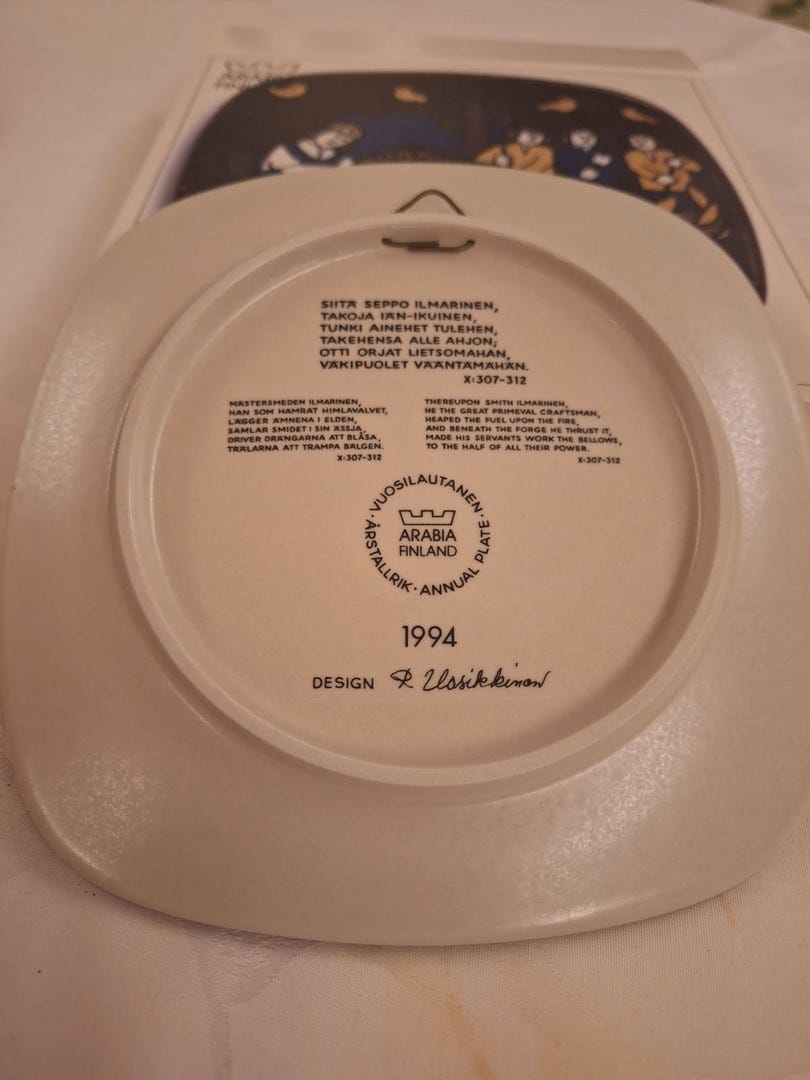 ARABIA
SIITÄ SEPPO ILMARINEN,
TAKOJA IÄN-IKUINEN,
TUNKI AINEHET TULEHEN,
TAKEHENSA ALLE AHJON;
OTTI ORJAT LIETSOMAHAN,
VÄKIPUOLET VÄÄNTÄMÄHÄN.
X:307-312
MÄSTERSMEDEN ILMARINEN,
HAN SOM HAMRAT HIMLAVALVET,
LÄGGER ÄMNENA I ELDEN,
SAMLAR SMIDET I SIN ÄSSJA,
DRIVER DRÄNGARNA ATT BLÅSA,
TRÄLARNA ATT TRAMPA BÄLGEN.
X:307-312
THEREUPON SMITH ILMARINEN,
HE THE GREAT PRIMEVAL CRAFTSMAN,
HEAPED THE FUEL UPON THE FIRE,
AND BENEATH THE FORGE HE THRUST IT,
MADE HIS SERVANTS WORK THE BELLOWS,
TO THE HALF OF ALL THEIR POWER.
X:307-312
· VUOSILAUTANEN ·
ARABIA
FINLAND
ÅRSTALLRIK · ANNUAL PLATE
1994
DESIGN R Uosikkinen